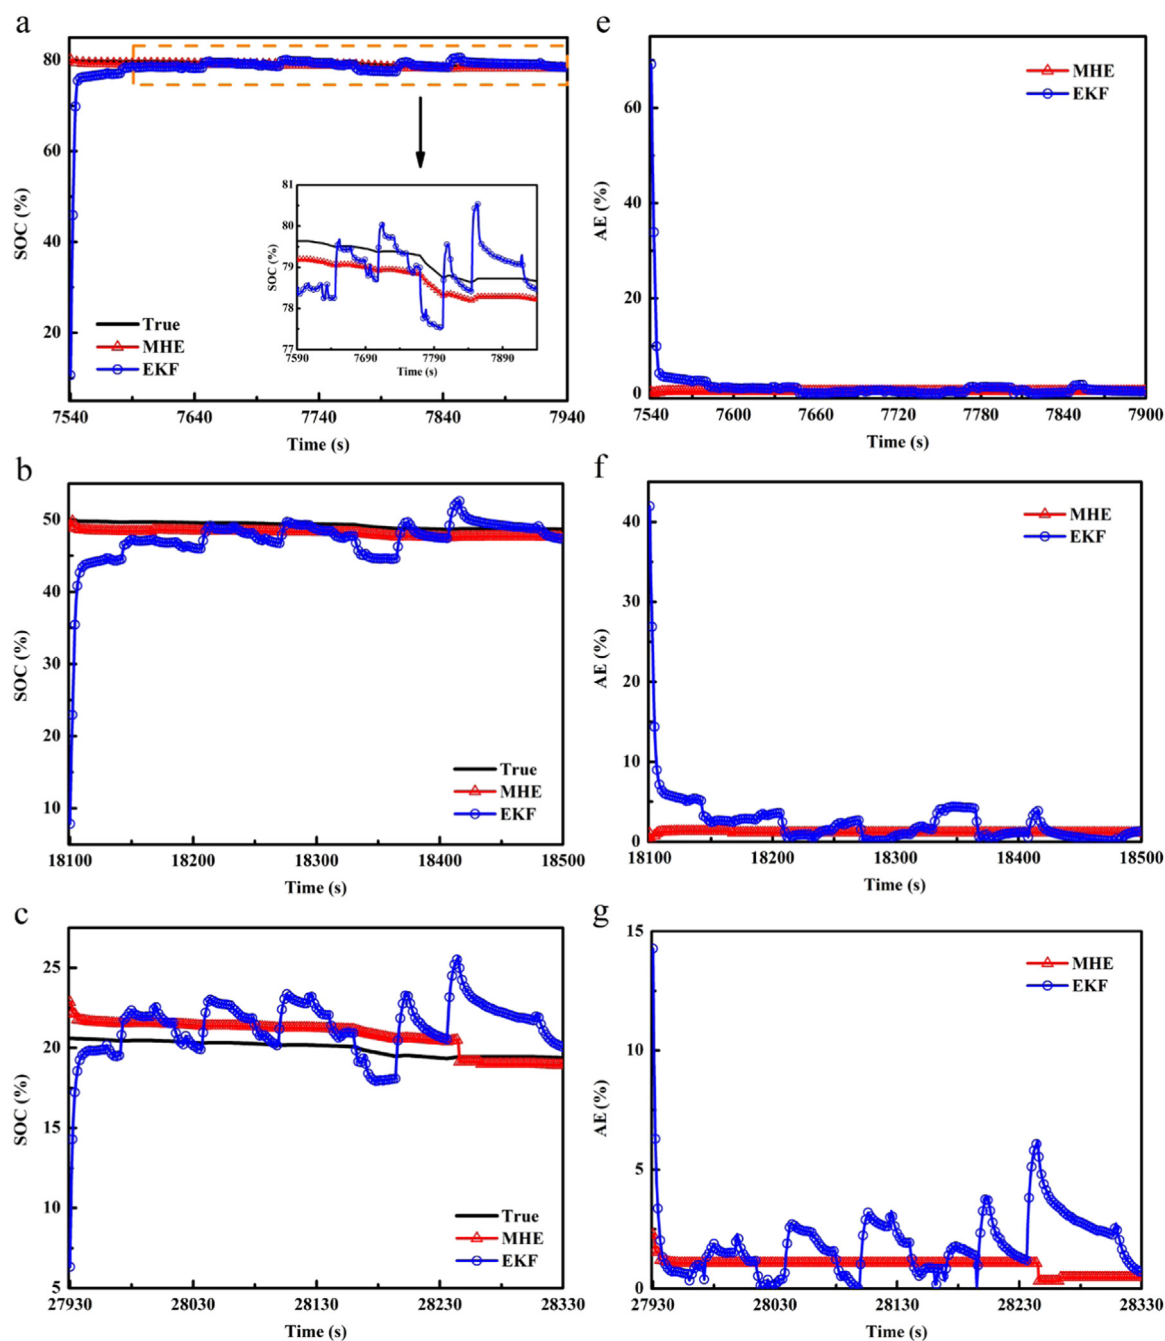 a
80
60
40
20
SOC (%)
7540
7640
7740
7840
7940
Time (s)
True
MHE
EKF
81
80
79
78
77
SOC (%)
7590
7690
7790
7890
Time (s)
e
60
40
20
0
AE (%)
7540
7600
7660
7720
7780
7840
7900
Time (s)
MHE
EKF
b
50
40
30
20
10
SOC (%)
18100
18200
18300
18400
18500
Time (s)
True
MHE
EKF
f
40
30
20
10
0
AE (%)
18100
18200
18300
18400
18500
Time (s)
MHE
EKF
c
25
20
15
10
5
SOC (%)
27930
28030
28130
28230
28330
Time (s)
True
MHE
EKF
g
15
10
5
0
AE (%)
27930
28030
28130
28230
28330
Time (s)
MHE
EKF